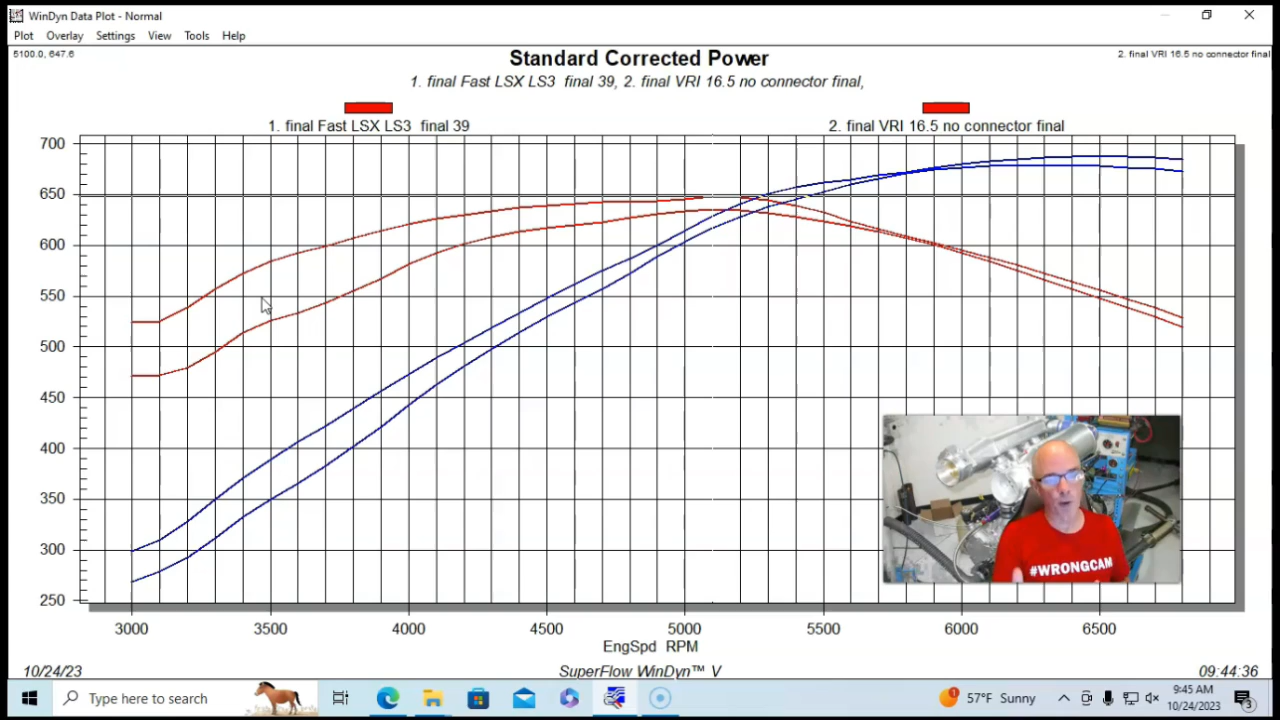 WinDyn Data Plot - Normal
Plot Overlay Settings View Tools Help
5100.0, 647.6
2. final VRI 16.5 no connector final
Standard Corrected Power
1. final Fast LSX LS3 final 39, 2. final VRI 16.5 no connector final,
1. final Fast LSX LS3 final 39
2. final VRI 16.5 no connector final
700
650
600
550
500
450
400
350
300
250
#WRONGCAM
3000 3500 4000 4500 5000 5500 6000 6500
EngSpd RPM
10/24/23 SuperFlow WinDyn™ V 09:44:36
Type here to search
1
57°F Sunny
9:45 AM
10/24/2023
3